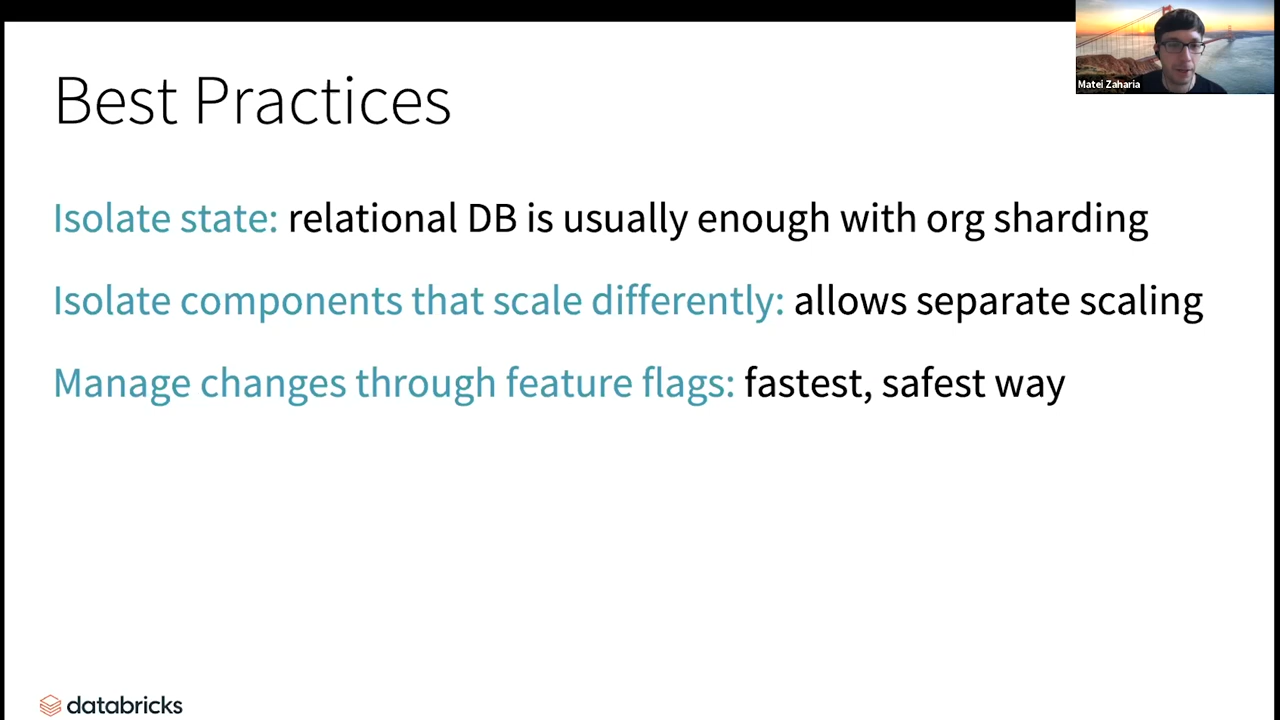 Matei Zaharia
Best Practices
Isolate state: relational DB is usually enough with org sharding
Isolate components that scale differently: allows separate scaling
Manage changes through feature flags: fastest, safest way
databricks